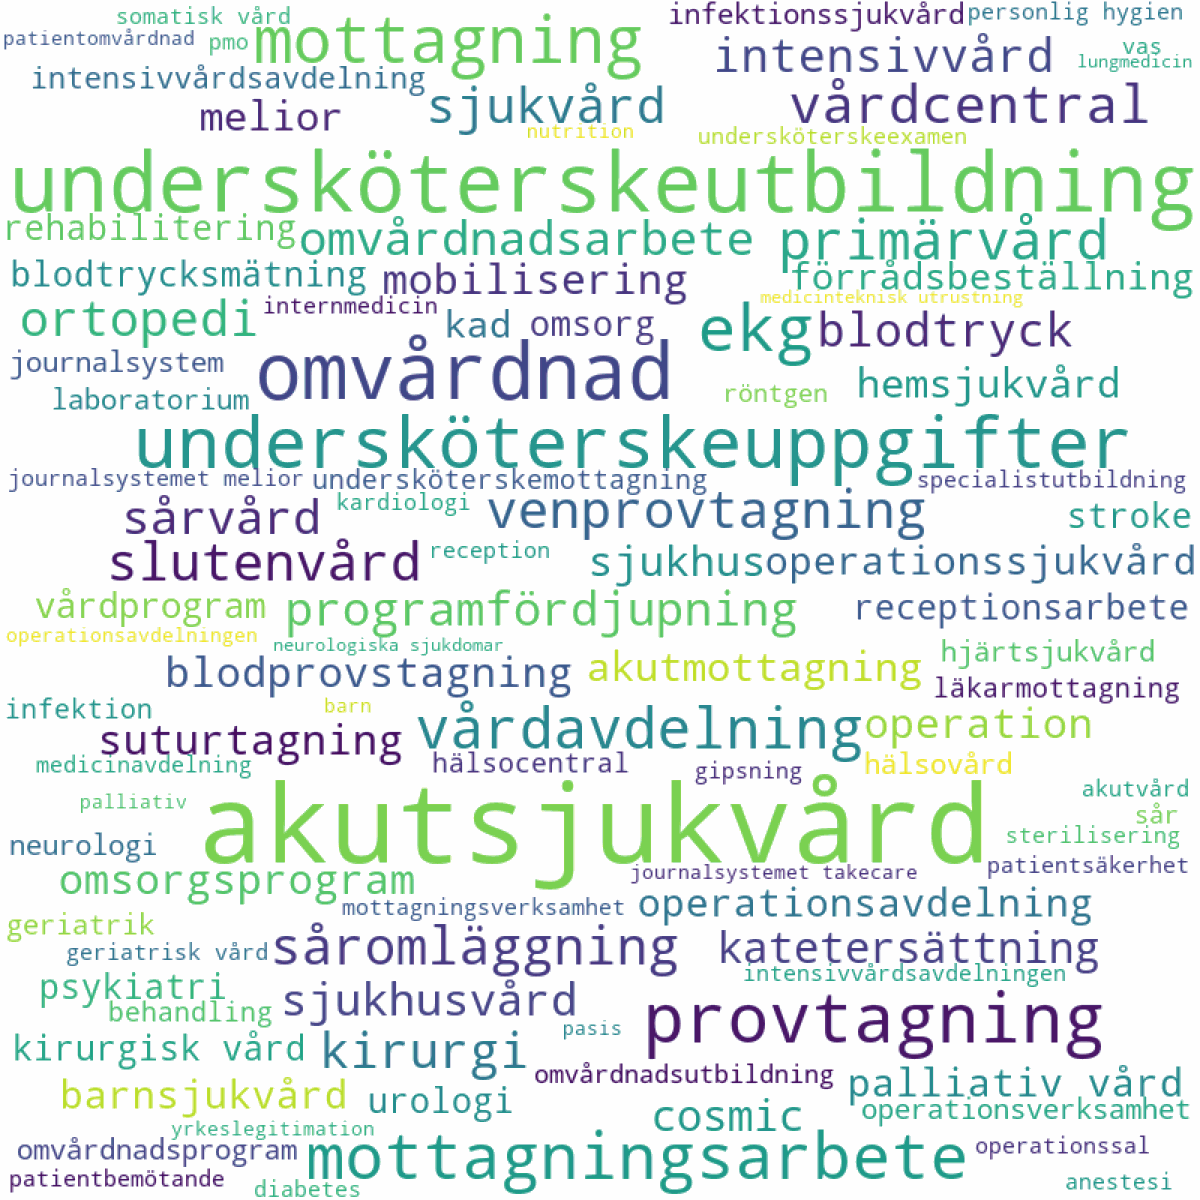 somatisk vård
mottagning
infektionssjukvård
personlig hygien
patientomvårdnad
pmo
intensivvård
vas
lungmedicin
intensivvårdsavdelning
sjukvård
vårdcentral
melior
nutrition
undersköterskeexamen
undersköterskeutbildning
rehabilitering
omvårdnadsarbete
primärvård
blodtrycksmätning
mobilisering
förrådsbeställning
internmedicin
medicinteknisk utrustning
ortopedi
kad
omsorg
ekg
blodtryck
journalsystem
omvårdnad
hemsjukvård
laboratorium
röntgen
undersköterskeuppgifter
journalsystemet melior
undersköterskemottagning
specialistutbildning
sårvård
kardiologi
venprovtagning
stroke
slutenvård
reception
sjukhus
operationssjukvård
vårdprogram
programfördjupning
receptionsarbete
operationsavdelningen
neurologiska sjukdomar
blodprovstagning
akutmottagning
hjärtsjukvård
läkarmottagning
infektion
barn
vårdavdelning
operation
suturtagning
medicinavdelning
hälsocentral
gipsning
hälsovård
palliativ
akutsjukvård
akutvård
sår
neurologi
sterilisering
omsorgsprogram
journalsystemet takecare
patientsäkerhet
geriatrik
mottagningsverksamhet
operationsavdelning
geriatrisk vård
såromläggning
katetersättning
intensivvårdsavdelningen
psykiatri
behandling
sjukhusvård
provtagning
pasis
kirurgisk vård
kirurgi
omvårdnadsutbildning
palliativ vård
barnsjukvård
urologi
cosmic
operationsverksamhet
yrkeslegitimation
omvårdnadsprogram
mottagningsarbete
operationssal
patientbemötande
diabetes
anestesi